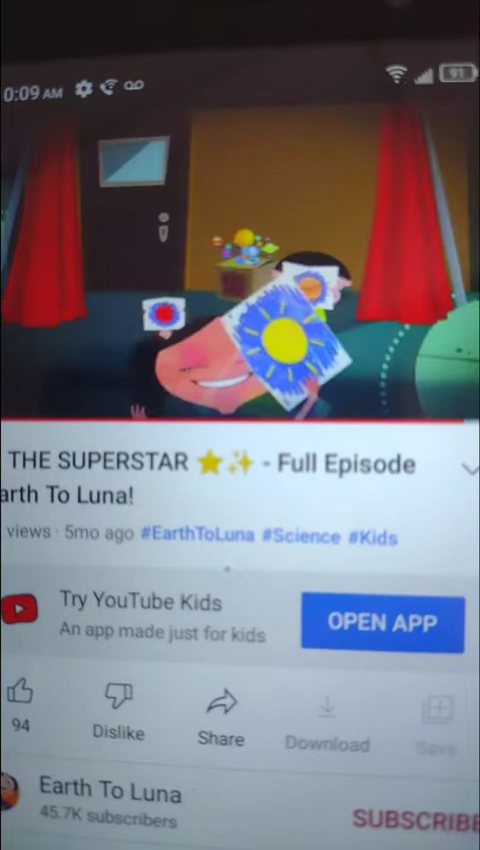 0:09 AM
91
THE SUPERSTAR ⭐✨ - Full Episode
arth To Luna!
views · 5mo ago #EarthToLuna #Science #Kids
Try YouTube Kids
An app made just for kids
OPEN APP
94
Dislike
Share
Download
Save
Earth To Luna
45.7K subscribers
SUBSCRIBE